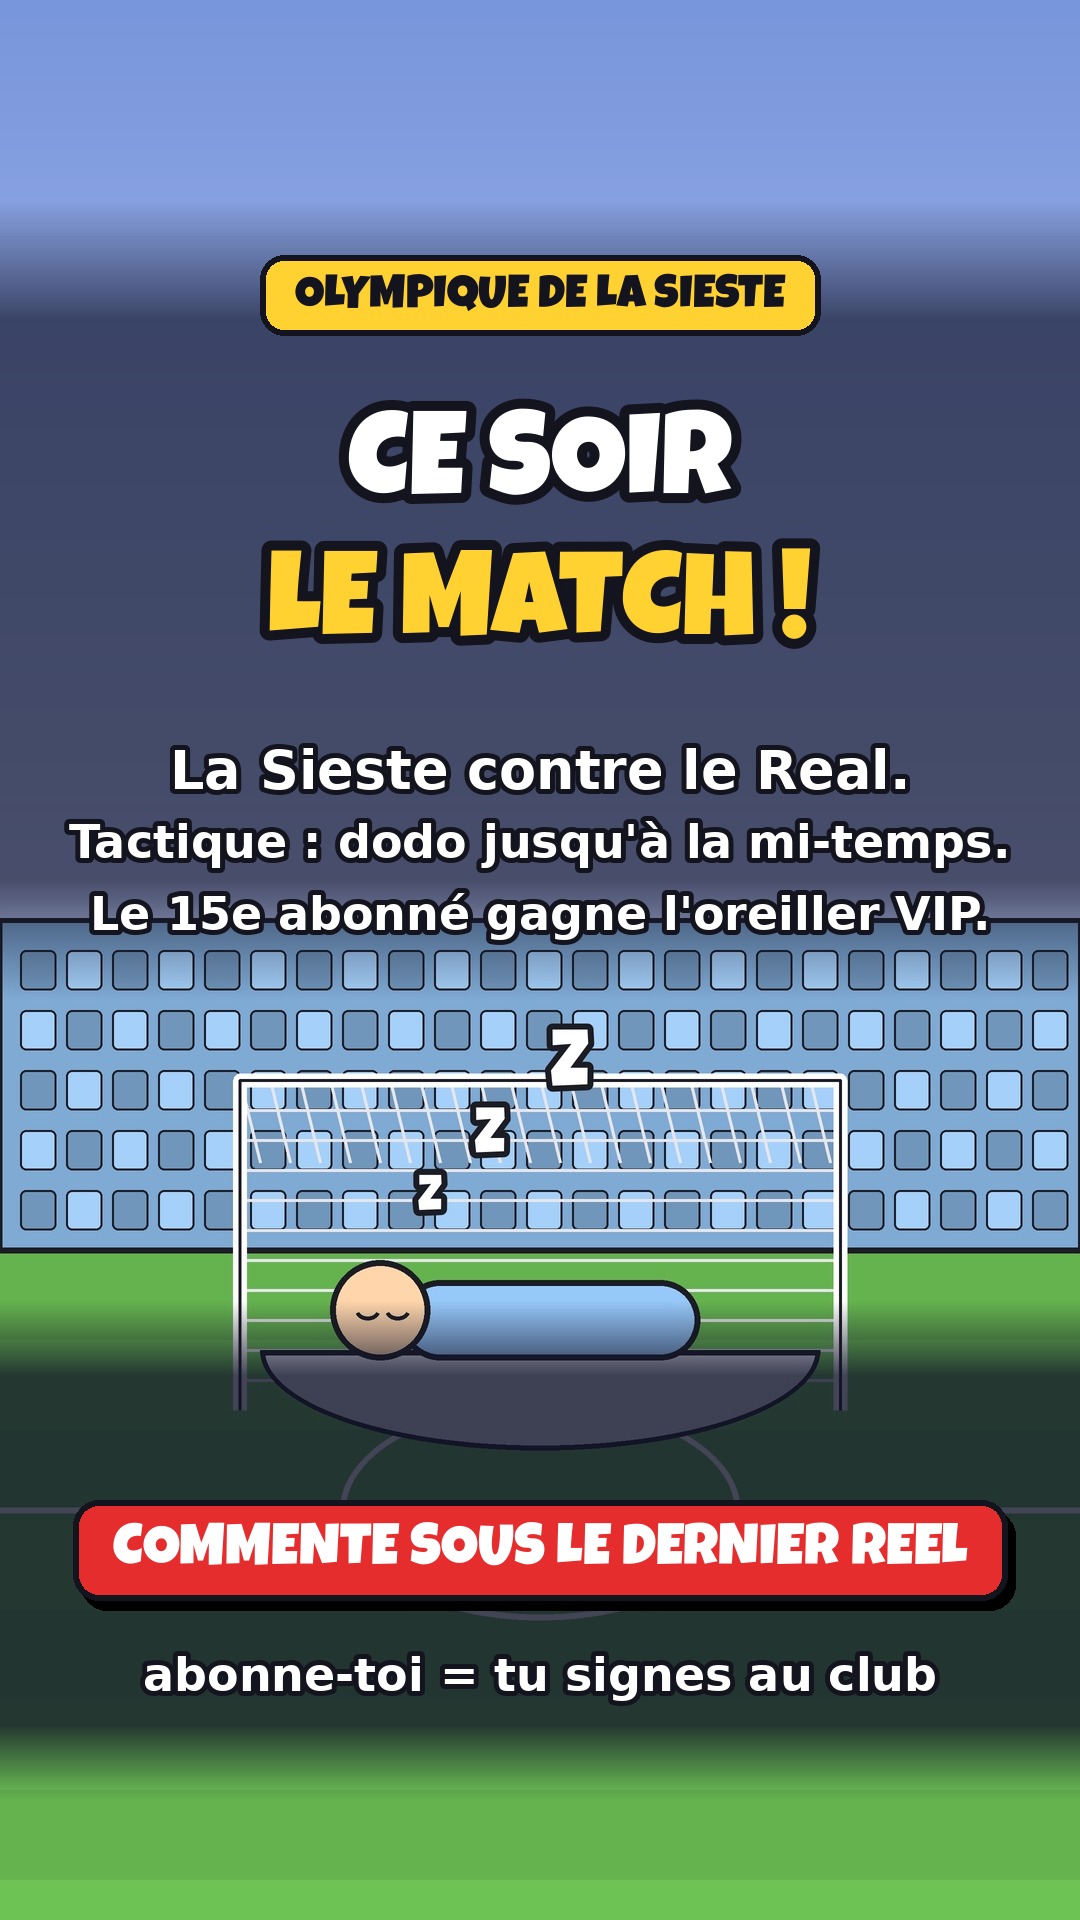 OLYMPIQUE DE LA SIESTE
CE SOIR
LE MATCH !
La Sieste contre le Real.
Tactique : dodo jusqu'à la mi-temps.
Le 15e abonné gagne l'oreiller VIP.
Z
Z
Z
COMMENTE SOUS LE DERNIER REEL
abonne-toi = tu signes au club